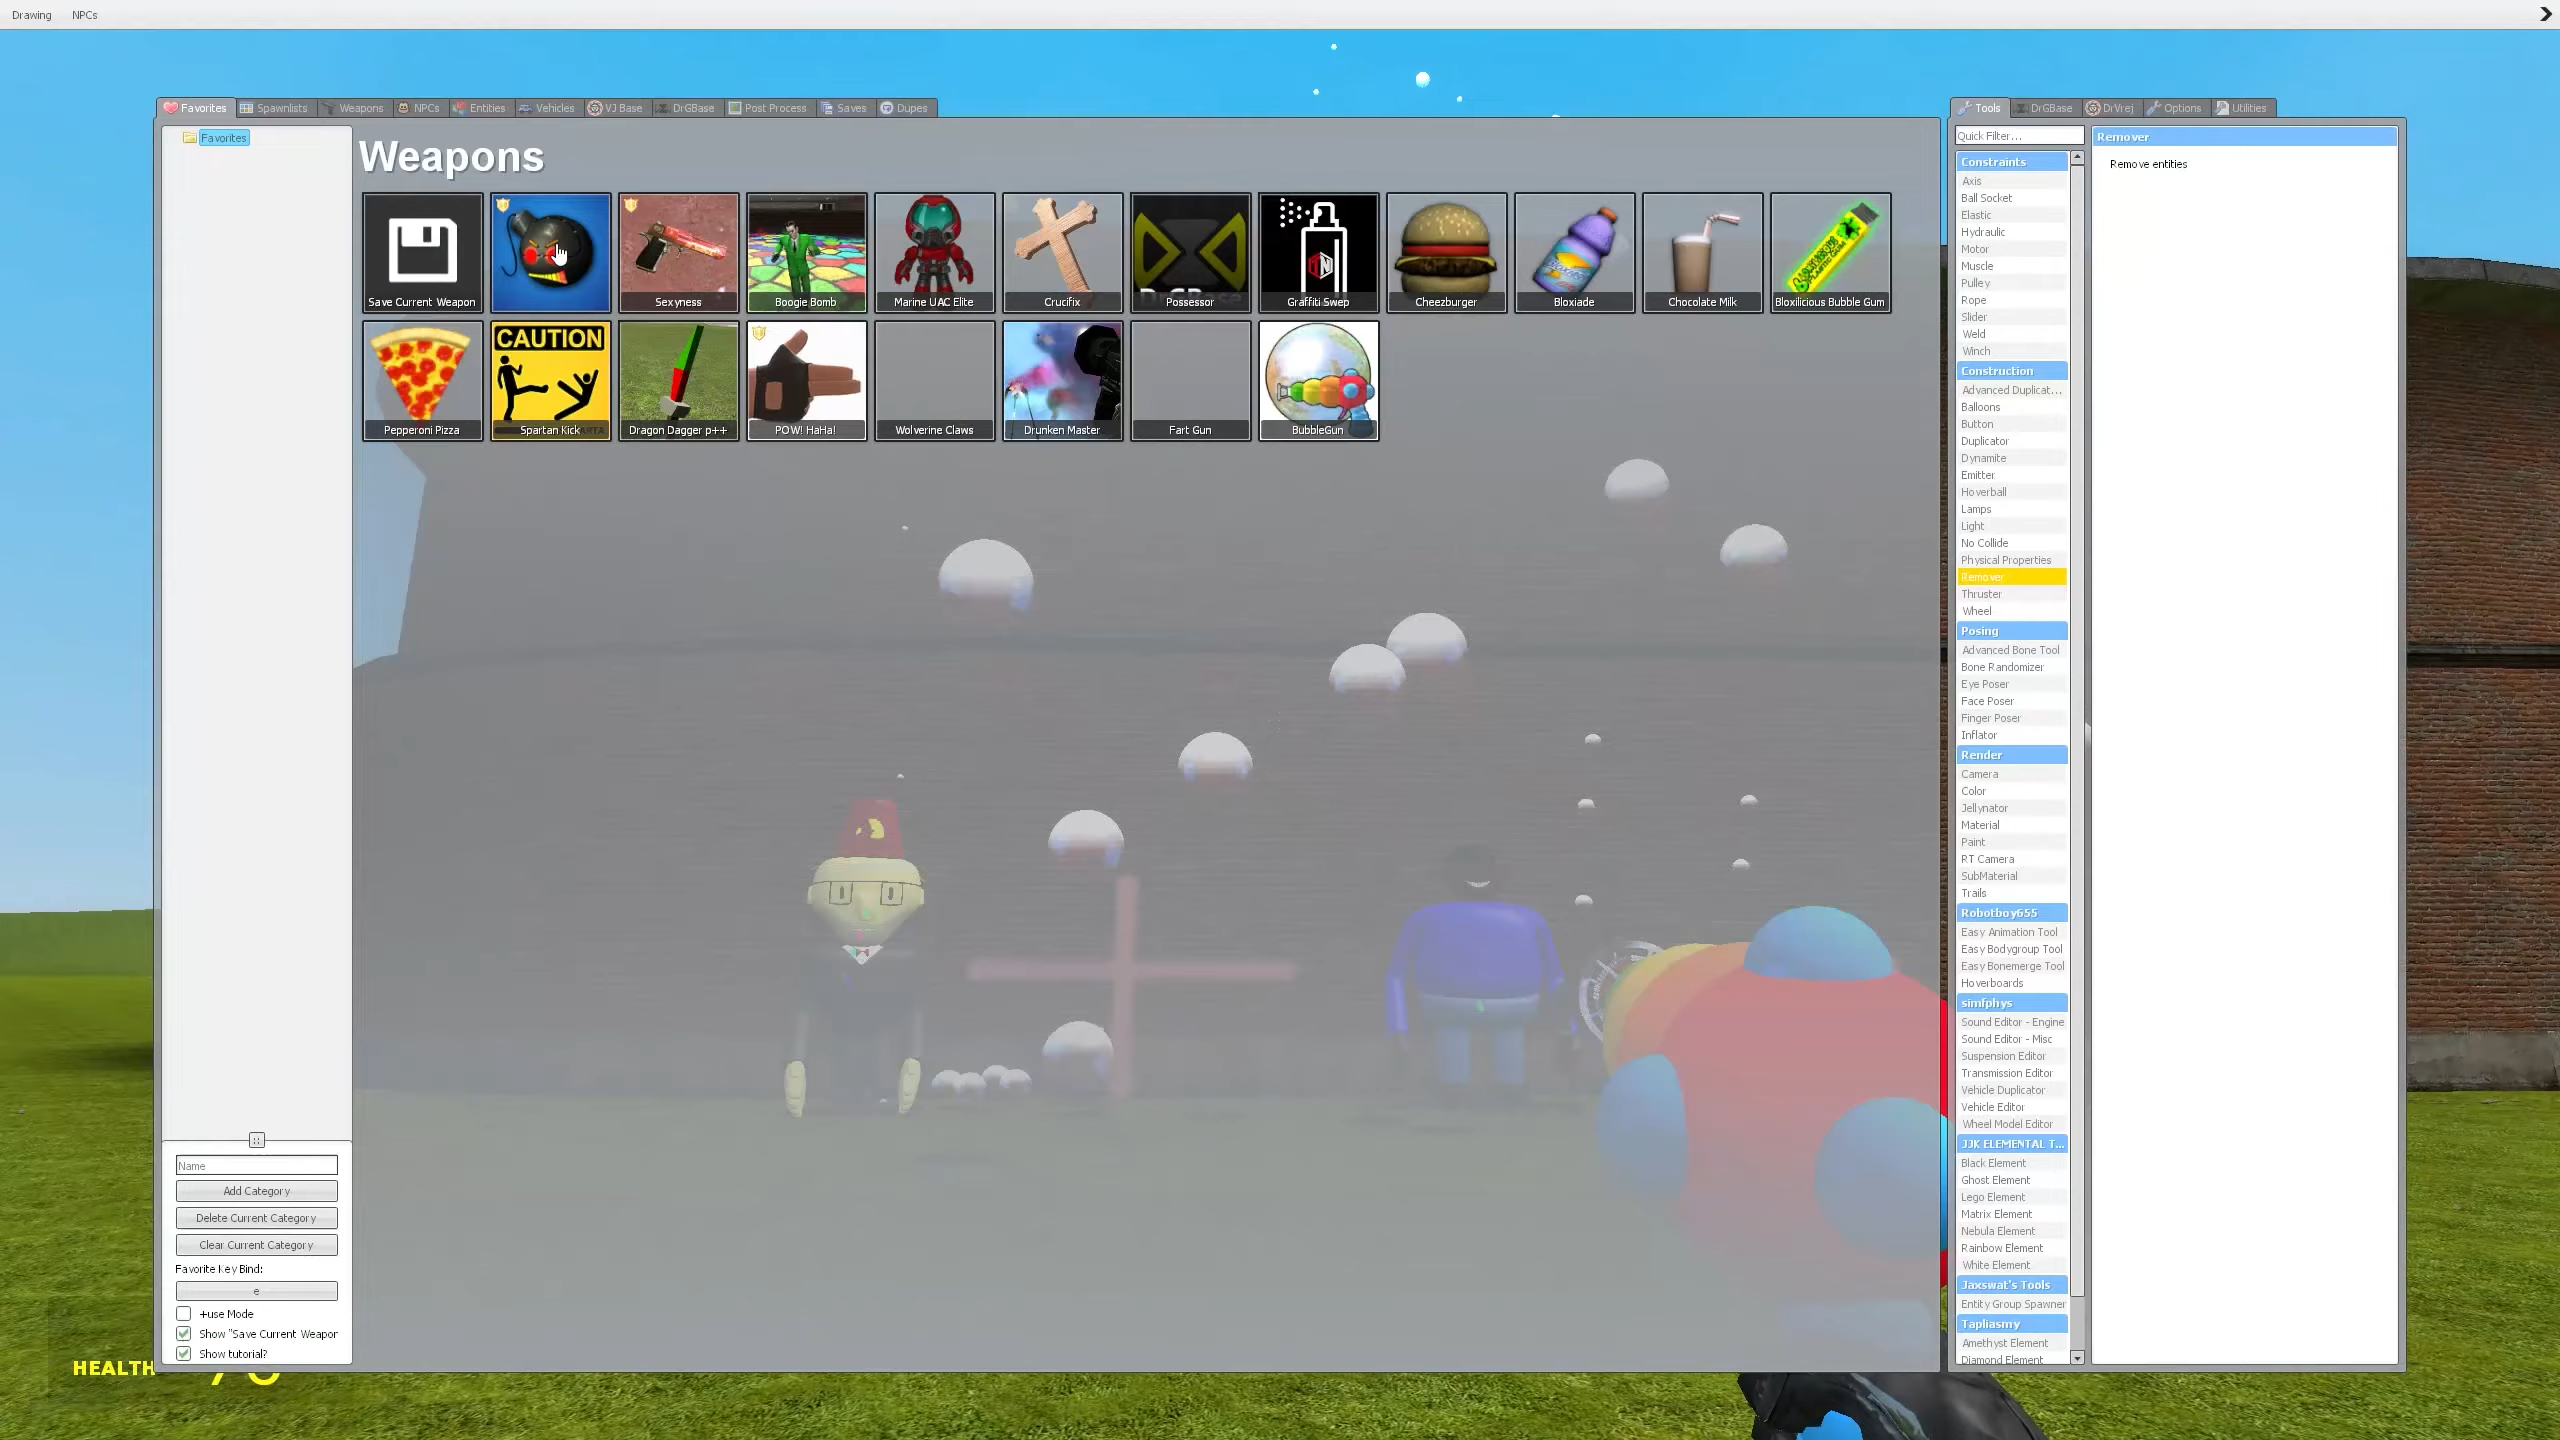 Drawing NPCs
Favorites Spawnlists Weapons NPCs Entities Vehicles VJ Base DrGBase Post Process Saves Dupes
Favorites
Weapons
Save Current Weapon
Sexyness
Boogie Bomb
Marine UAC Elite
Crucifix
Possessor
Graffiti Swep
Cheezburger
Bloxiade
Chocolate Milk
Bloxilicious Bubble Gum
CAUTION
Pepperoni Pizza
Spartan Kick
Dragon Dagger p++
POW! HaHa!
Wolverine Claws
Drunken Master
Fart Gun
BubbleGun
Name
Add Category
Delete Current Category
Clear Current Category
Favorite Key Bind:
e
+use Mode
Show "Save Current Weapor
Show tutorial?
HEALTH
Tools DrGBase DrVrej Options Utilities
Quick Filter...
Constraints
Axis
Ball Socket
Elastic
Hydraulic
Motor
Muscle
Pulley
Rope
Slider
Weld
Winch
Construction
Advanced Duplicat...
Balloons
Button
Duplicator
Dynamite
Emitter
Hoverball
Lamps
Light
No Collide
Physical Properties
Remover
Thruster
Wheel
Posing
Advanced Bone Tool
Bone Randomizer
Eye Poser
Face Poser
Finger Poser
Inflator
Render
Camera
Color
Jellynator
Material
Paint
RT Camera
SubMaterial
Trails
Robotboy655
Easy Animation Tool
Easy Bodygroup Tool
Easy Bonemerge Tool
Hoverboards
simfphys
Sound Editor - Engine
Sound Editor - Misc
Suspension Editor
Transmission Editor
Vehicle Duplicator
Vehicle Editor
Wheel Model Editor
JJK ELEMENTAL T...
Black Element
Ghost Element
Lego Element
Matrix Element
Nebula Element
Rainbow Element
White Element
Jaxswat's Tools
Entity Group Spawner
Tapliasmy
Amethyst Element
Diamond Element
Remover
Remove entities